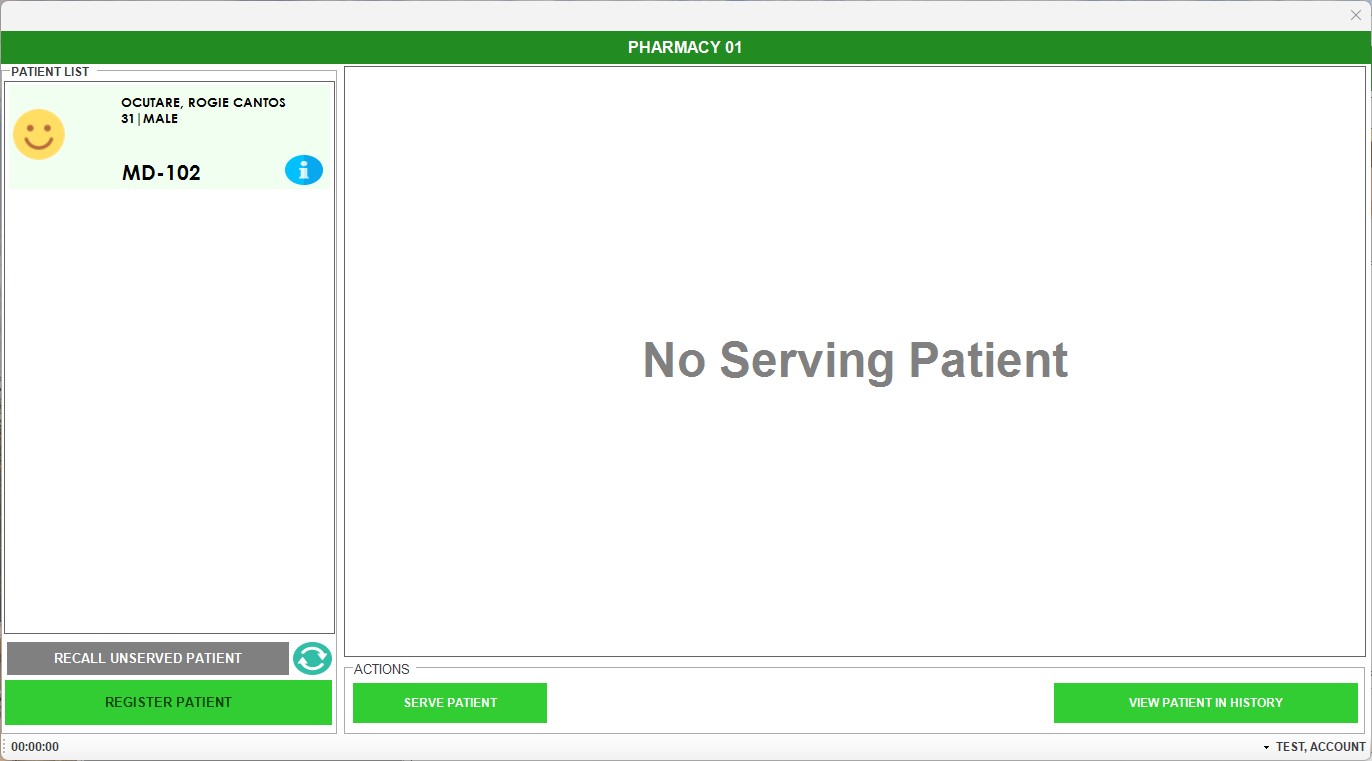 PHARMACY 01
PATIENT LIST
OCUTARE, ROGIE CANTOS
31|MALE
MD-102
i
No Serving Patient
RECALL UNSERVED PATIENT
REGISTER PATIENT
ACTIONS
SERVE PATIENT
VIEW PATIENT IN HISTORY
00:00:00
TEST, ACCOUNT